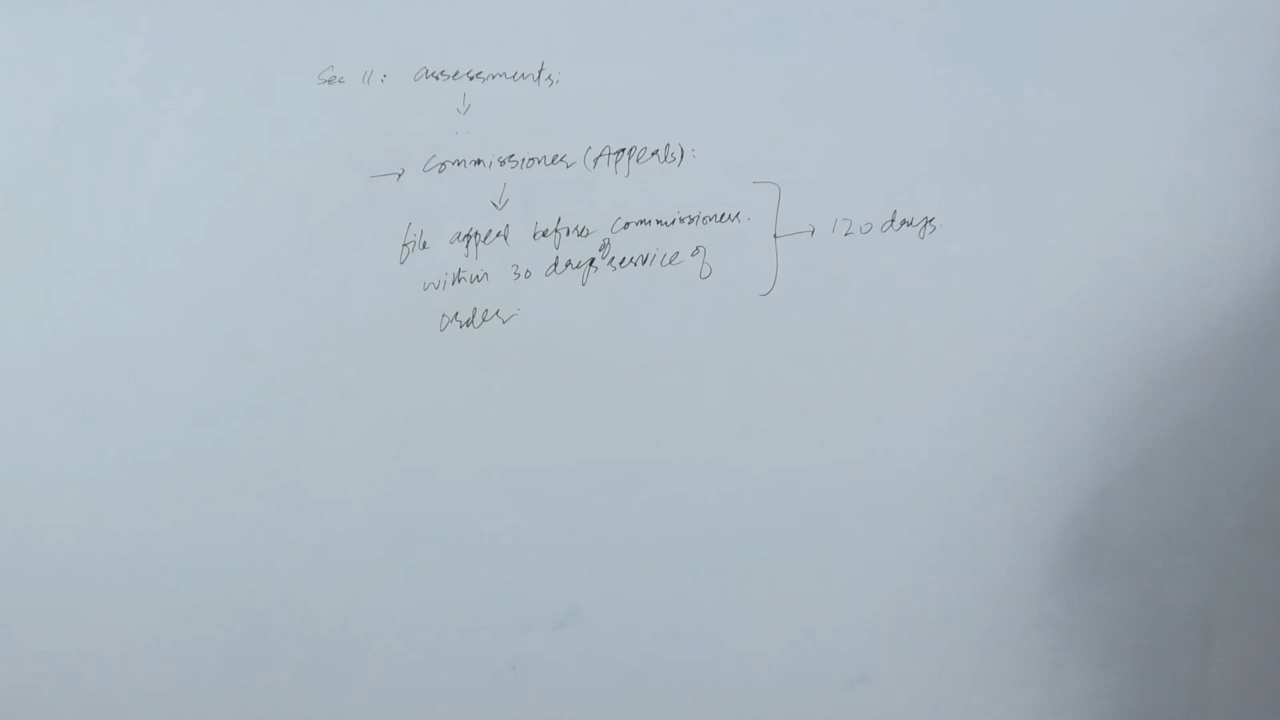 Sec 11: assessments:
→ Commissioner (Appeals):
file appeal before commissioner.
within 30 days of service of
order.
→ 120 days.